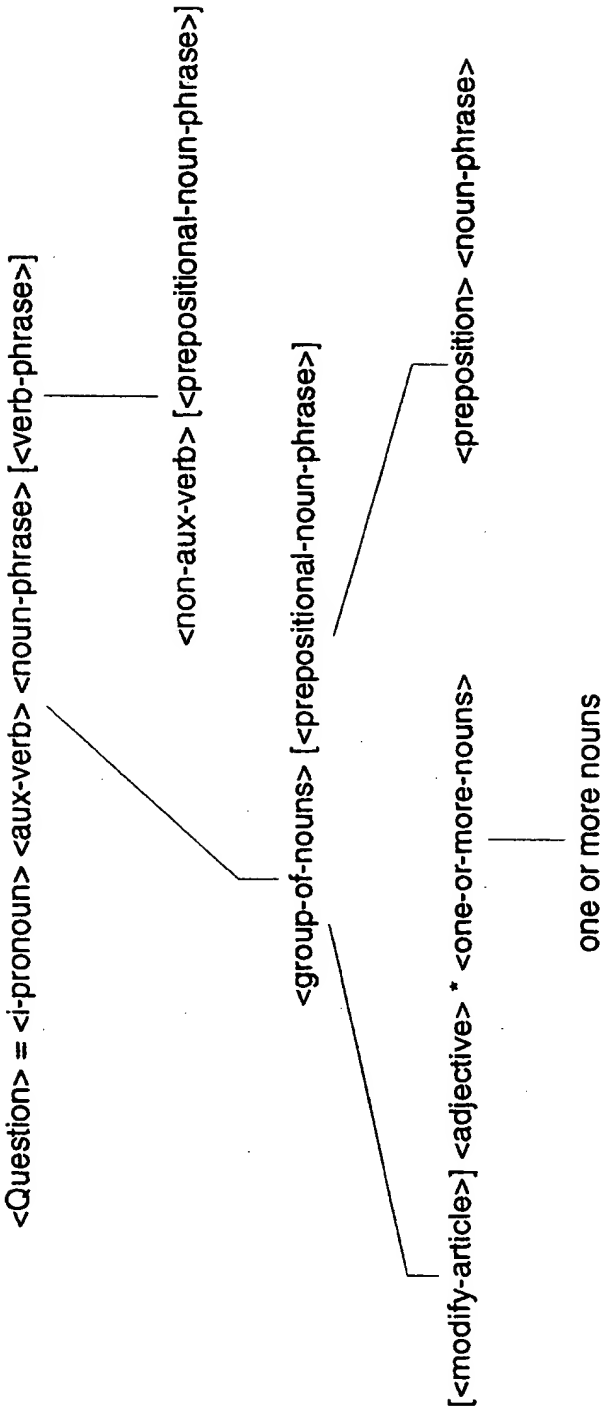 <Question> = <i-pronoun> <aux-verb> <noun-phrase> [<verb-phrase>]
<non-aux-verb> [<prepositional-noun-phrase>]
<group-of-nouns> [<prepositional-noun-phrase>]
[<modify-article>] <adjective> * <one-or-more-nouns>
<preposition> <noun-phrase>
one or more nouns